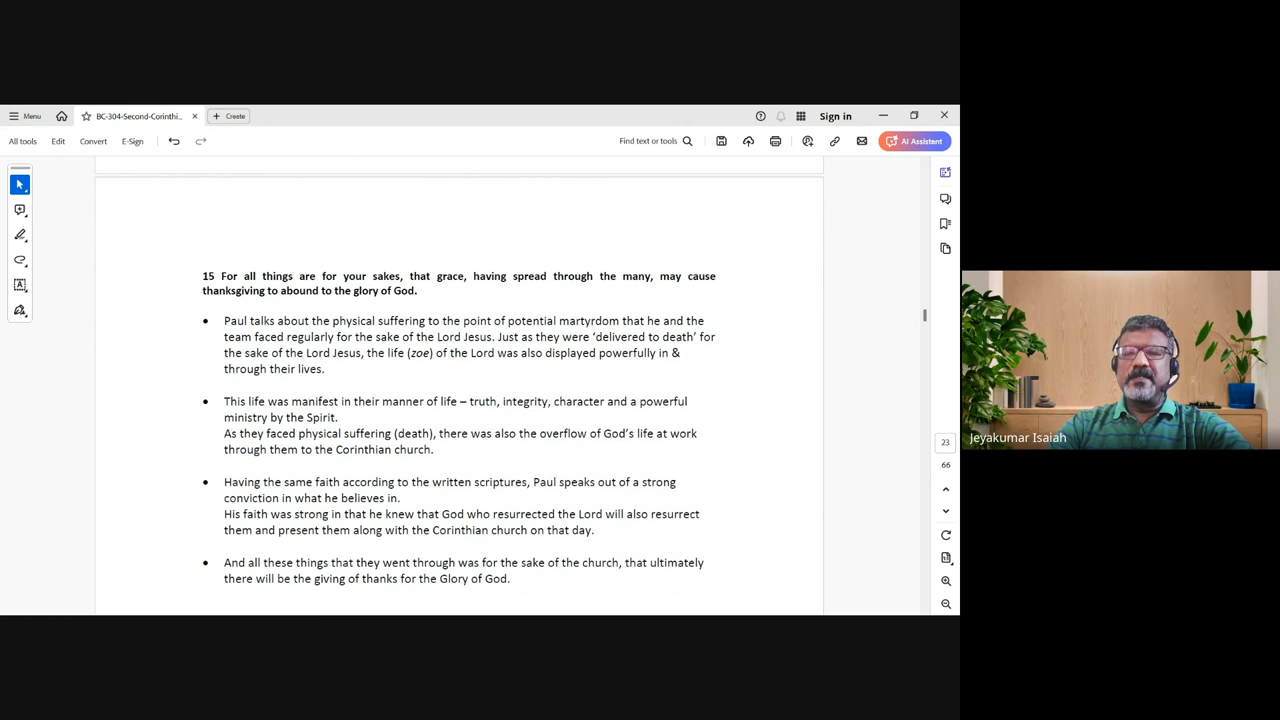 Menu
BC-304-Second-Corinthi...
Create
Sign in
All tools
Edit
Convert
E-Sign
Find text or tools
AI Assistant
15 For all things are for your sakes, that grace, having spread through the many, may cause
thanksgiving to abound to the glory of God.
• Paul talks about the physical suffering to the point of potential martyrdom that he and the
team faced regularly for the sake of the Lord Jesus. Just as they were ‘delivered to death’ for
the sake of the Lord Jesus, the life (zoe) of the Lord was also displayed powerfully in &
through their lives.
• This life was manifest in their manner of life – truth, integrity, character and a powerful
ministry by the Spirit.
As they faced physical suffering (death), there was also the overflow of God’s life at work
through them to the Corinthian church.
• Having the same faith according to the written scriptures, Paul speaks out of a strong
conviction in what he believes in.
His faith was strong in that he knew that God who resurrected the Lord will also resurrect
them and present them along with the Corinthian church on that day.
• And all these things that they went through was for the sake of the church, that ultimately
there will be the giving of thanks for the Glory of God.
23
66
Jeyakumar Isaiah